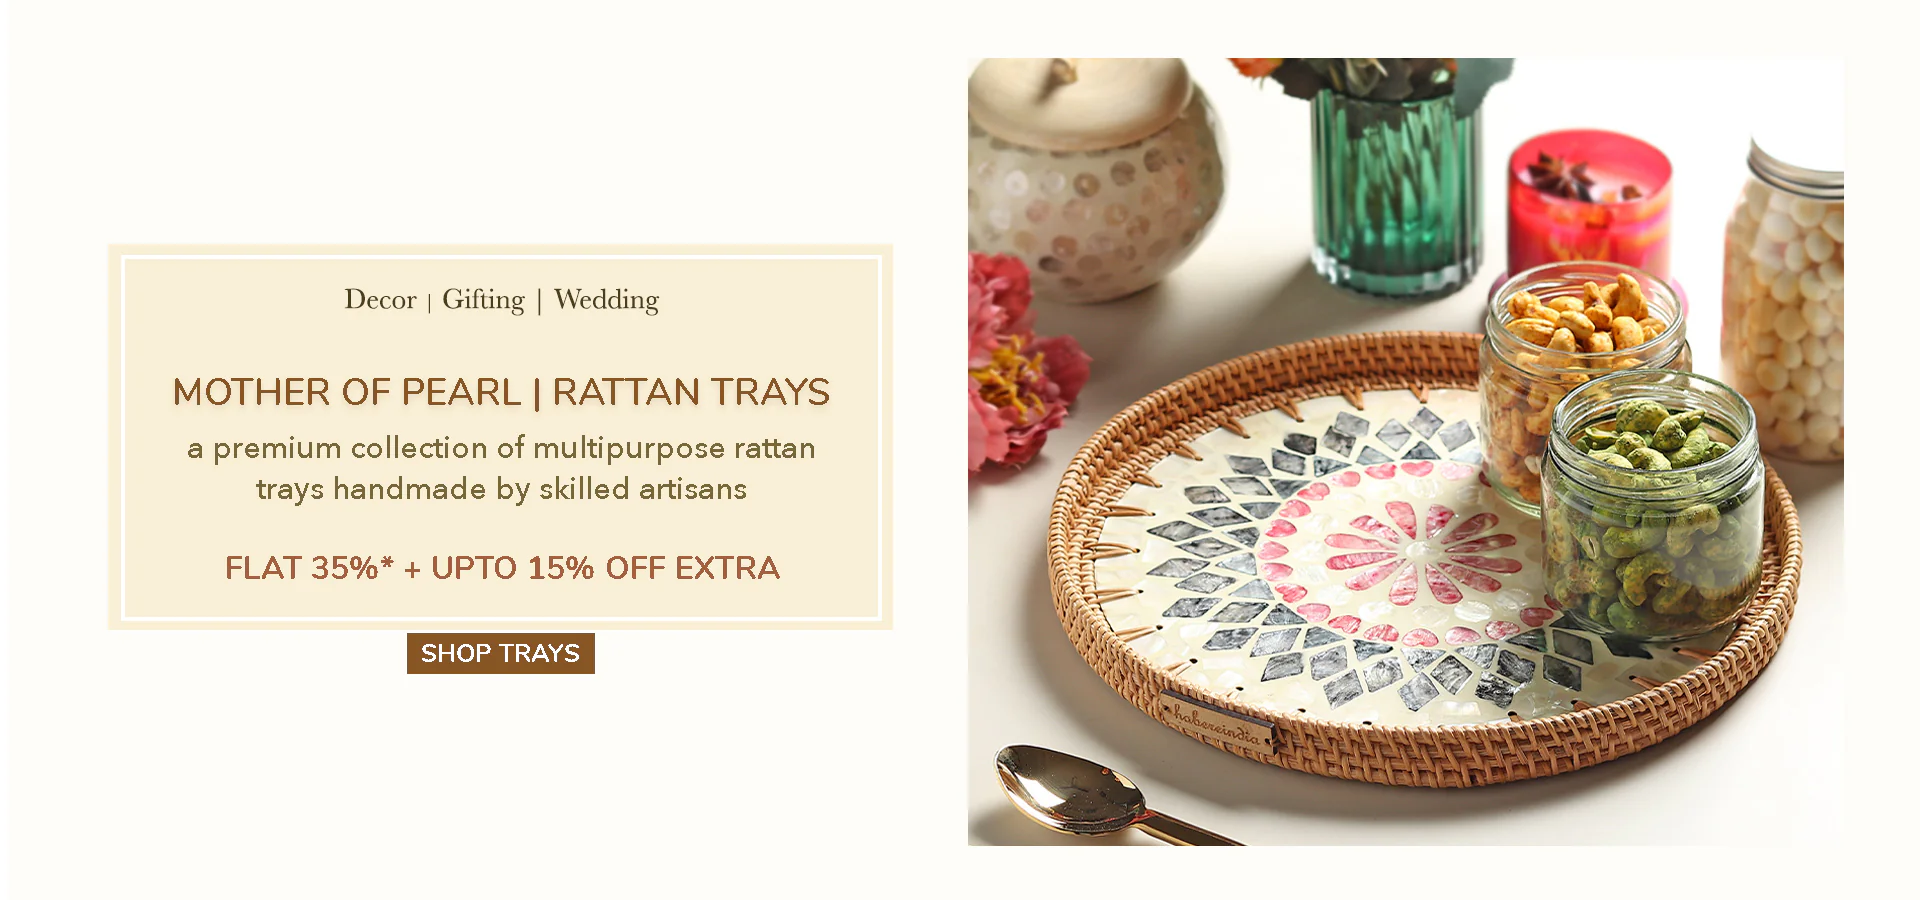 Decor | Gifting | Wedding
MOTHER OF PEARL | RATTAN TRAYS
a premium collection of multipurpose rattan
trays handmade by skilled artisans
FLAT 35%* + UPTO 15% OFF EXTRA
SHOP TRAYS
habereindia